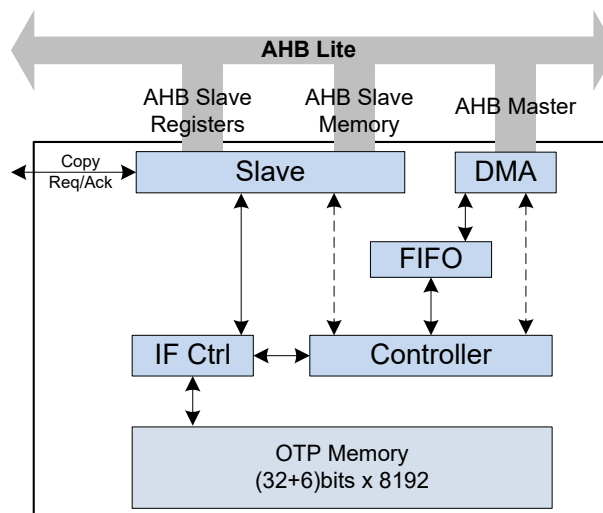 AHB Lite
AHB Slave
Registers
AHB Slave
Memory
AHB Master
Copy
Req/Ack
Slave
DMA
FIFO
IF Ctrl
Controller
OTP Memory
(32+6)bits x 8192